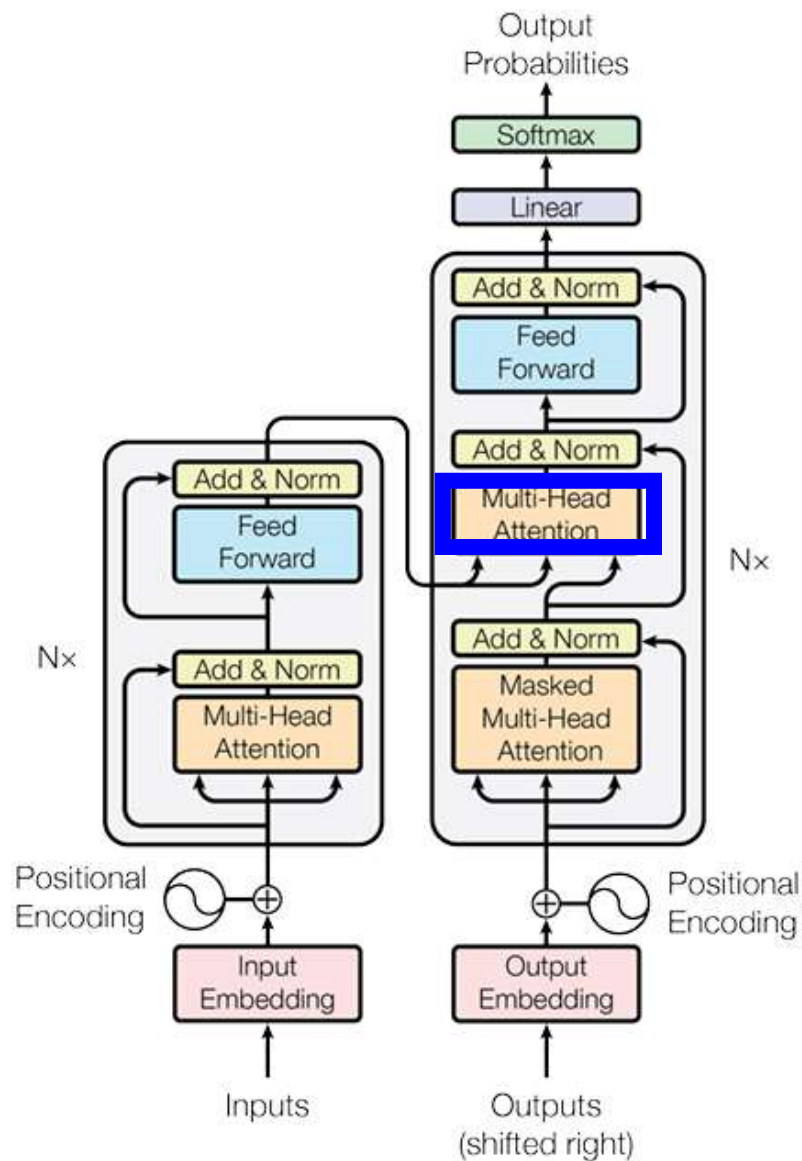 Output
Probabilities
Softmax
Linear
Add & Norm
Feed
Forward
Add & Norm
Multi-Head
Attention
Add & Norm
Masked
Multi-Head
Attention
Nx
Add & Norm
Feed
Forward
Add & Norm
Multi-Head
Attention
Nx
Positional
Encoding
Positional
Encoding
Input
Embedding
Output
Embedding
Inputs
Outputs
(shifted right)